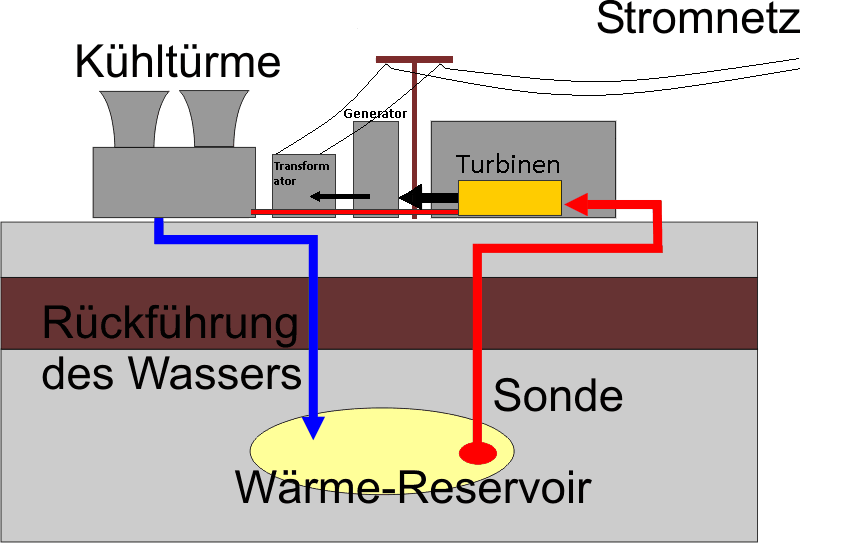 Stromnetz
Kühltürme
Generator
Transform
ator
Turbinen
Rückführung
des Wassers
Sonde
Wärme-Reservoir